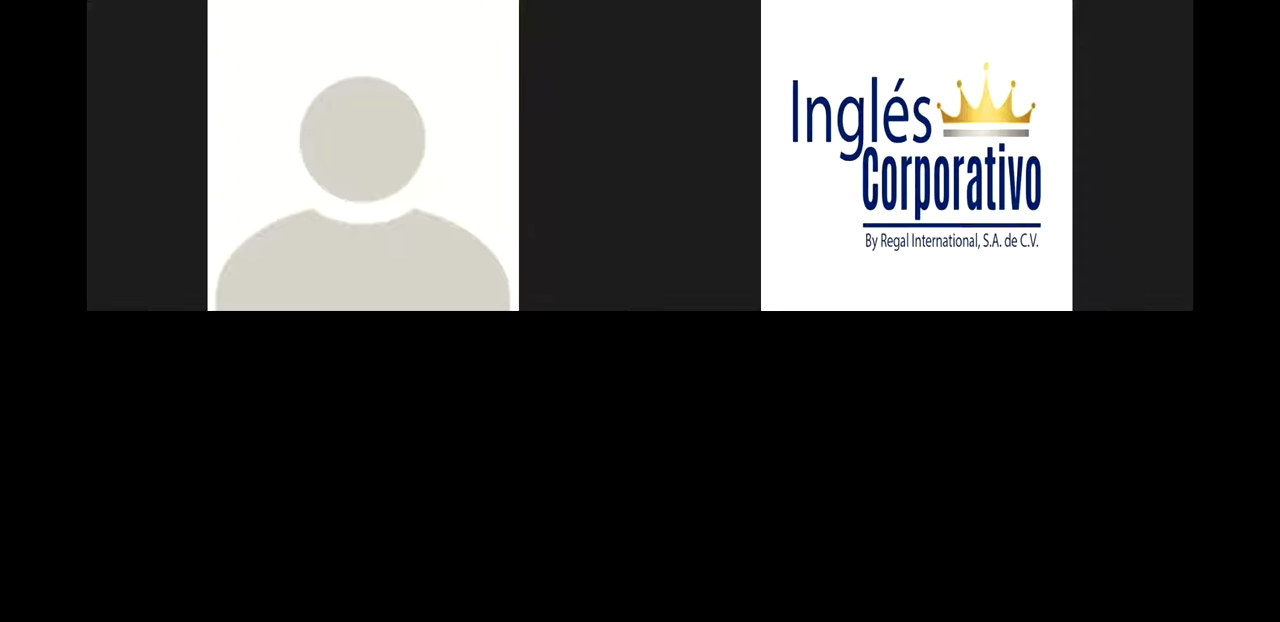 Inglés
Corporativo
By Regal International, S.A. de C.V.